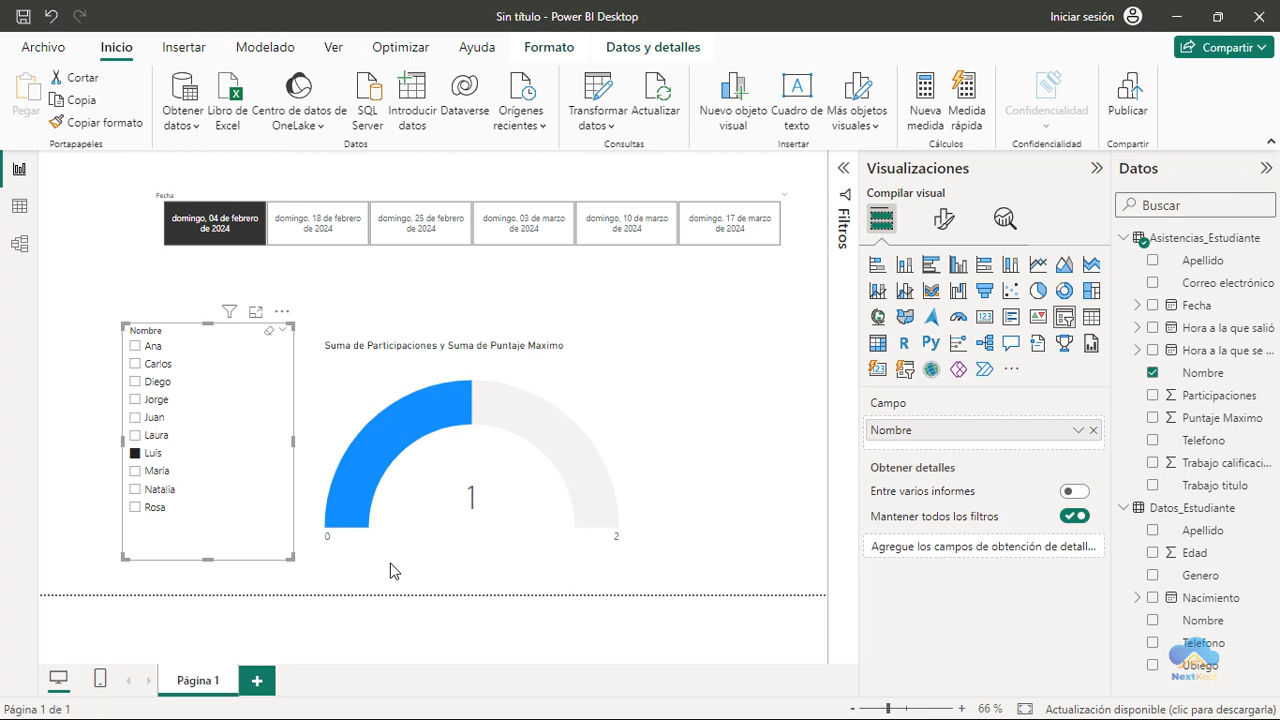 Sin título - Power BI Desktop
Iniciar sesión
Archivo
Inicio
Insertar
Modelado
Ver
Optimizar
Ayuda
Formato
Datos y detalles
Compartir
Pegar
Cortar
Copia
Copiar formato
Portapapeles
Obtener datos
Libro de Excel
Centro de datos de OneLake
SQL Server
Introducir datos
Dataverse
Orígenes recientes
Datos
Transformar datos
Actualizar
Consultas
Nuevo objeto visual
Cuadro de texto
Más objetos visuales
Insertar
Nueva medida
Medida rápida
Cálculos
Confidencialidad
Confidencialidad
Publicar
Compartir
Fecha
domingo, 04 de febrero de 2024
domingo, 18 de febrero de 2024
domingo, 25 de febrero de 2024
domingo, 03 de marzo de 2024
domingo, 10 de marzo de 2024
domingo, 17 de marzo de 2024
Nombre
Ana
Carlos
Diego
Jorge
Juan
Laura
Luis
Maria
Natalia
Rosa
Suma de Participaciones y Suma de Puntaje Maximo
1
0
2
Filtros
Visualizaciones
Compilar visual
R
Py
123
Campo
Nombre
Obtener detalles
Entre varios informes
Mantener todos los filtros
Agregue los campos de obtención de detall...
Datos
Buscar
Asistencias_Estudiante
Apellido
Correo electrónico
Fecha
Hora a la que salió
Hora a la que se ...
Nombre
Participaciones
Puntaje Maximo
Telefono
Trabajo calificaci...
Trabajo titulo
Datos_Estudiante
Apellido
Edad
Genero
Nacimiento
Nombre
Telefono
Ubiego
NextKool
Página 1
Página 1 de 1
66 %
Actualización disponible (clic para descargarla)